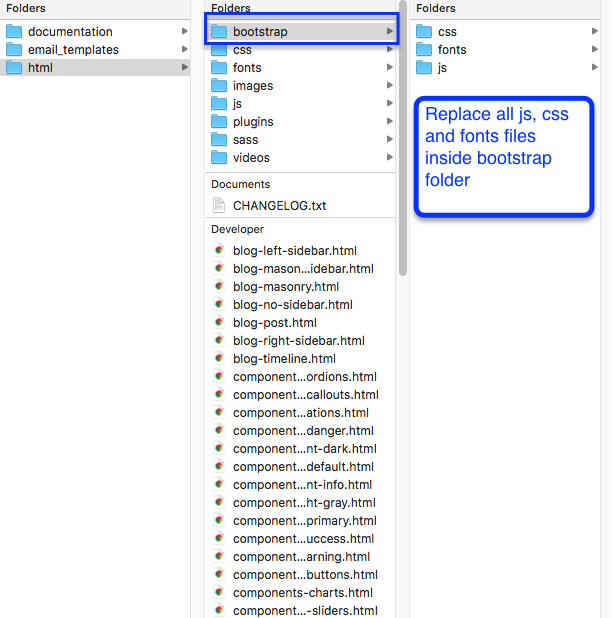 Folders
documentation
email_templates
html
Folders
bootstrap
css
fonts
images
js
plugins
sass
videos
Documents
CHANGELOG.txt
Developer
blog-left-sidebar.html
blog-mason...idebar.html
blog-masonry.html
blog-no-sidebar.html
blog-post.html
blog-right-sidebar.html
blog-timeline.html
component...ordions.html
component...callouts.html
component...ations.html
component...danger.html
component...nt-dark.html
component...default.html
component...nt-info.html
component...ht-gray.html
component...primary.html
component...uccess.html
component...arning.html
component...buttons.html
components-charts.html
component...-sliders.html
Folders
css
fonts
js
Replace all js, css
and fonts files
inside bootstrap
folder